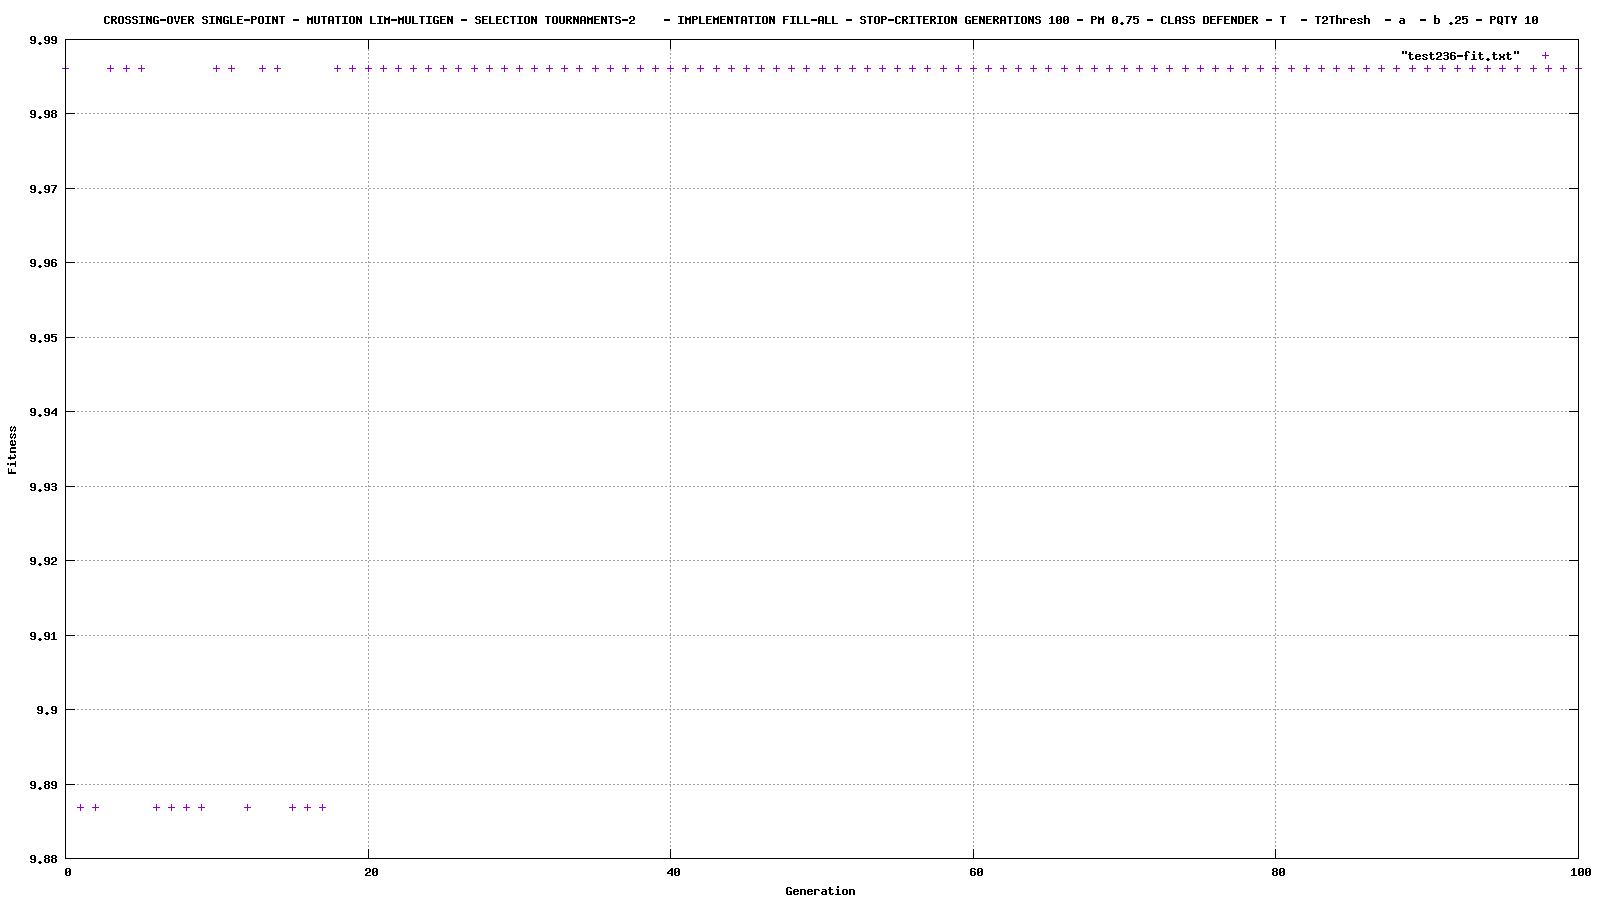 CROSSING-OVER SINGLE-POINT - MUTATION LIM-MULTIGEN - SELECTION TOURNAMENTS-2    - IMPLEMENTATION FILL-ALL - STOP-CRITERION GENERATIONS 100 - PM 0.75 - CLASS DEFENDER - T  - T2Thresh  - a  - b .25 - PQTY 10
"test236-fit.txt"
9.99
9.98
9.97
9.96
9.95
9.94
9.93
9.92
9.91
9.9
9.89
9.88
Fitness
0 20 40 60 80 100
Generation